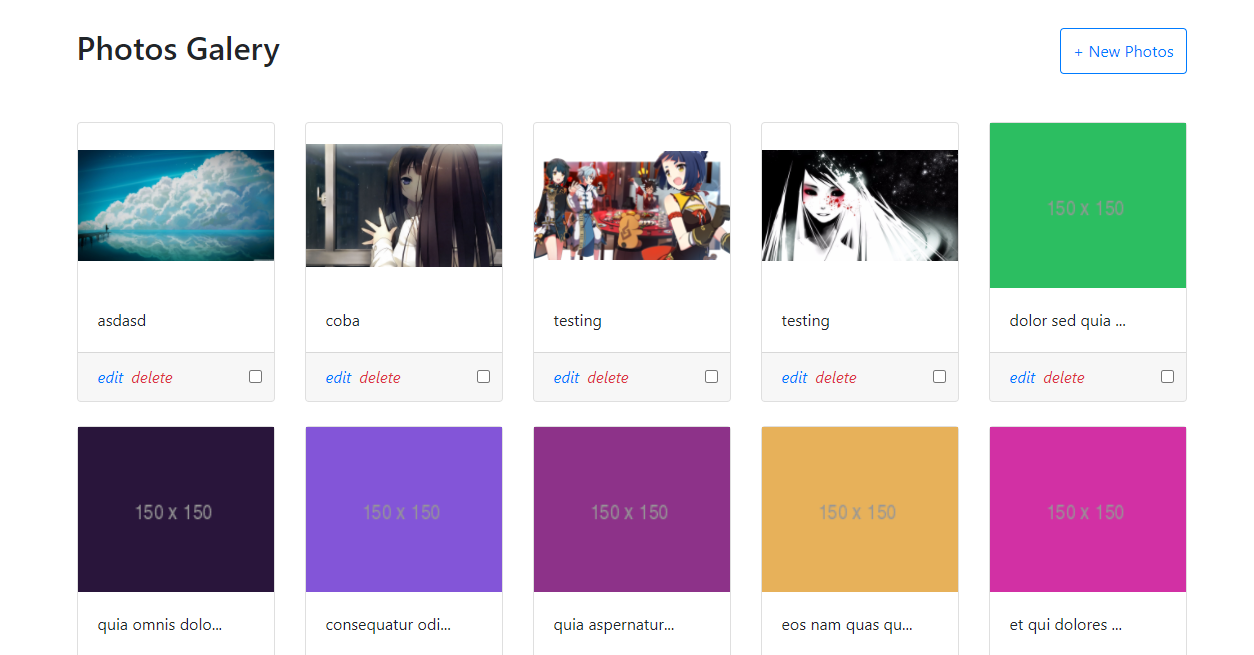 Photos Galery
+ New Photos
150 x 150
asdasd
coba
testing
testing
dolor sed quia ...
edit delete
edit delete
edit delete
edit delete
edit delete
150 x 150
150 x 150
150 x 150
150 x 150
150 x 150
quia omnis dolo...
consequatur odi...
quia aspernatur...
eos nam quas qu...
et qui dolores ...